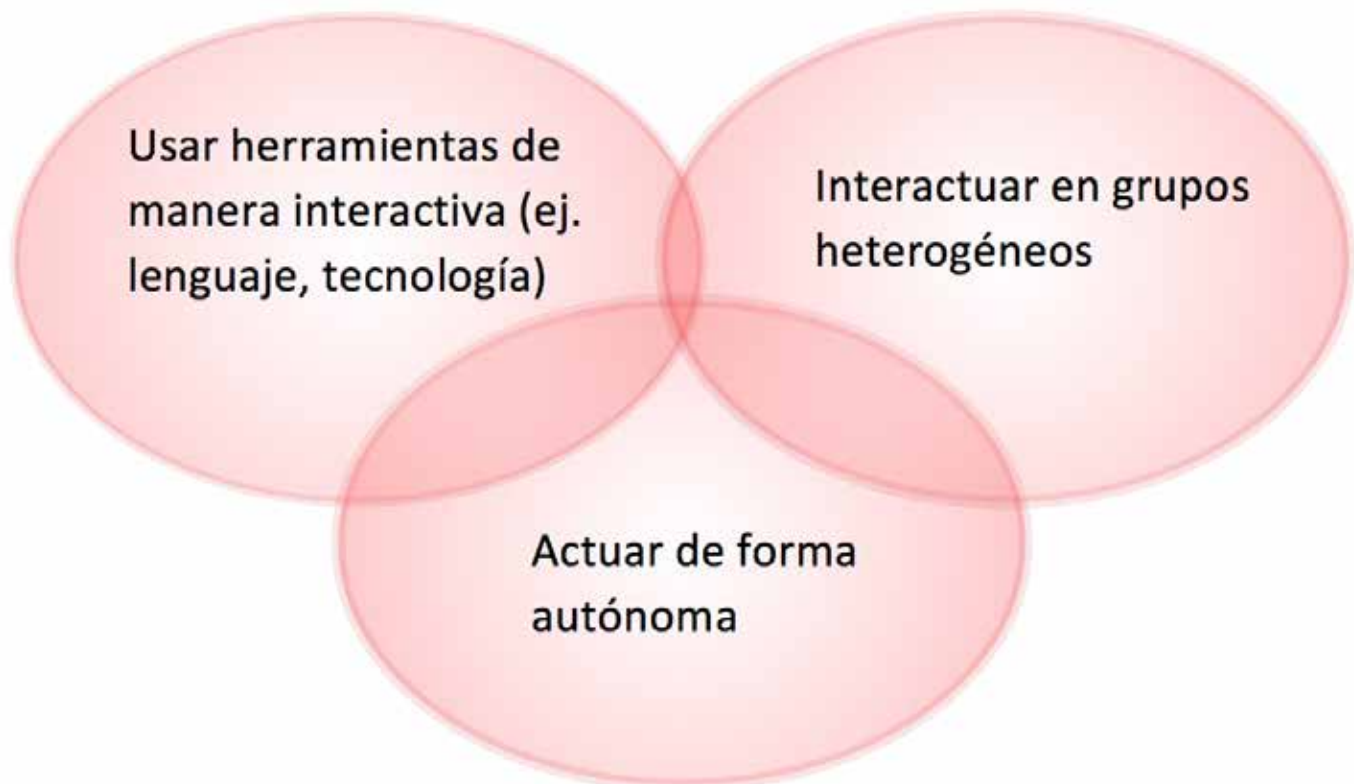 Usar herramientas de
manera interactiva (ej.
lenguaje, tecnología)
Interactuar en grupos
heterogéneos
Actuar de forma
autónoma